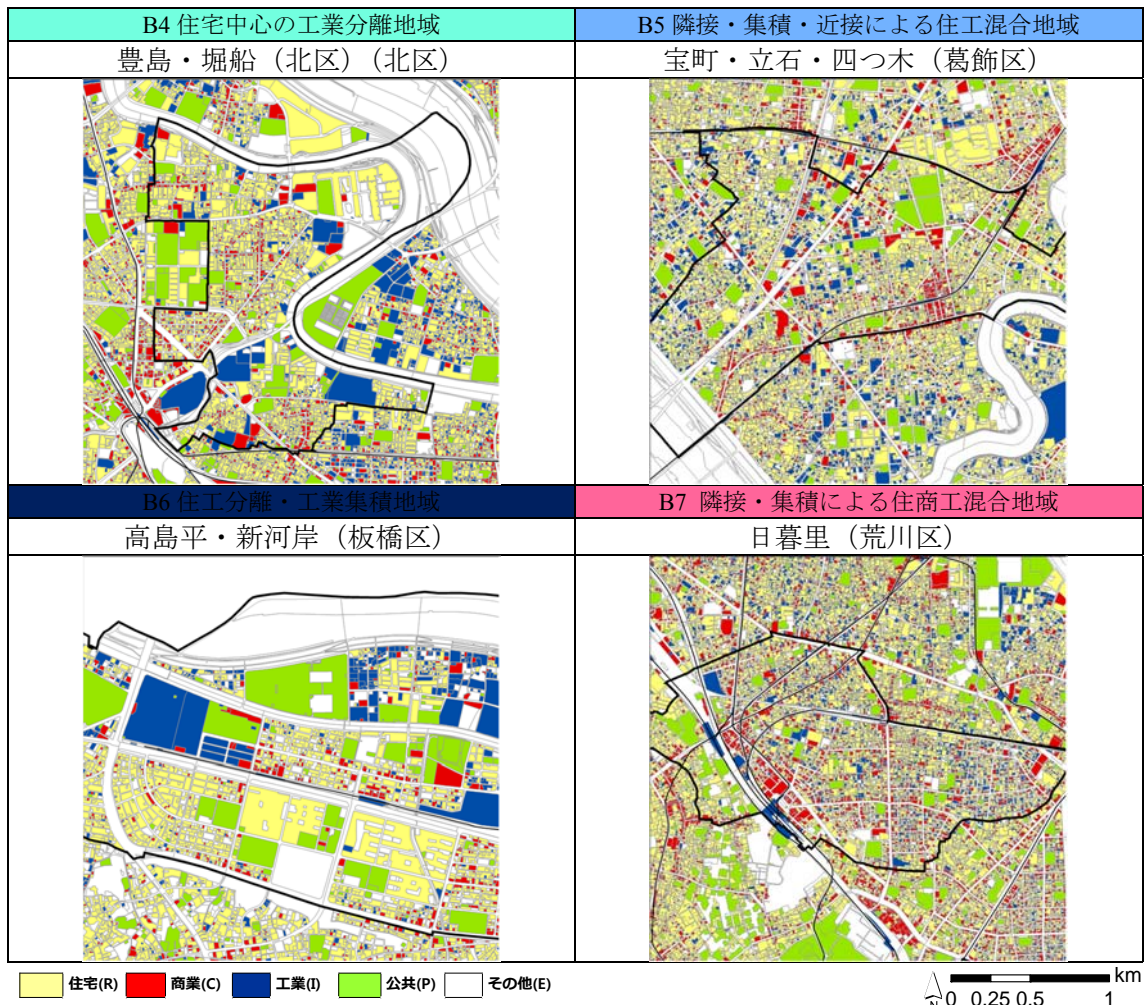 B4 住宅中心の工業分離地域
B5 隣接・集積・近接による住工混合地域
豊島・堀船（北区）（北区）
宝町・立石・四つ木（葛飾区）
B6 住工分離・工業集積地域
B7 隣接・集積による住商工混合地域
高島平・新河岸（板橋区）
日暮里（荒川区）
住宅(R) 商業(C) 工業(I) 公共(P) その他(E)
N
km
0 0.25 0.5 1